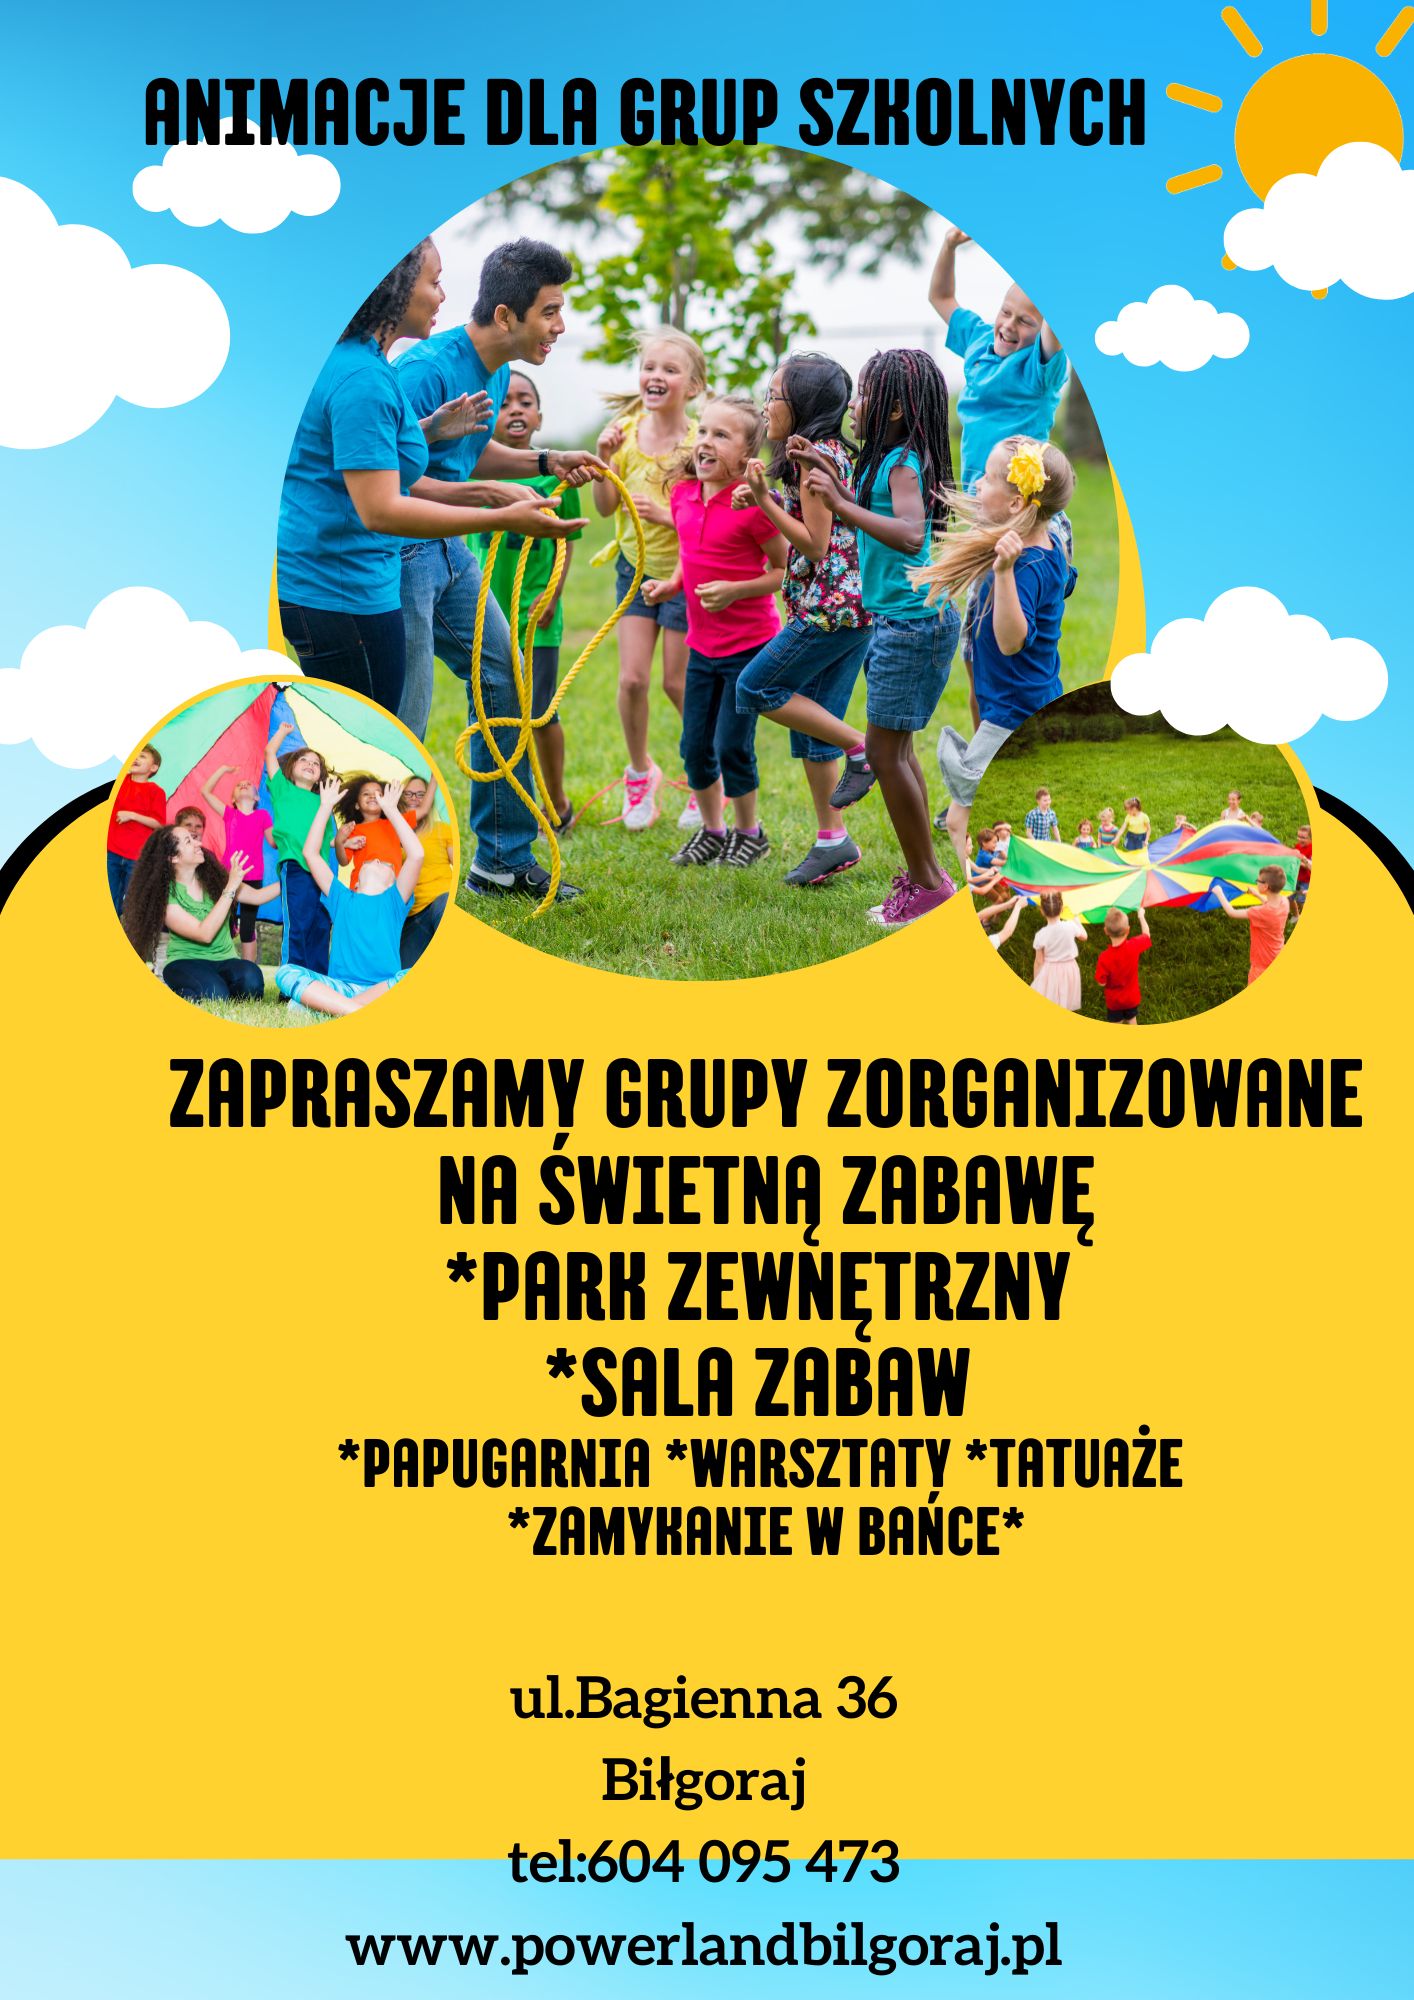 ANIMACJE DLA GRUP SZKOLNYCH
ZAPRASZAMY GRUPY ZORGANIZOWANE
NA ŚWIETNĄ ZABAWĘ
*PARK ZEWNĘTRZNY
*SALA ZABAW
*PAPUGARNIA *WARSZTATY *TATUAŻE
*ZAMYKANIE W BAŃCE*
ul.Bagienna 36
Biłgoraj
tel:604 095 473
www.powerlandbilgoraj.pl